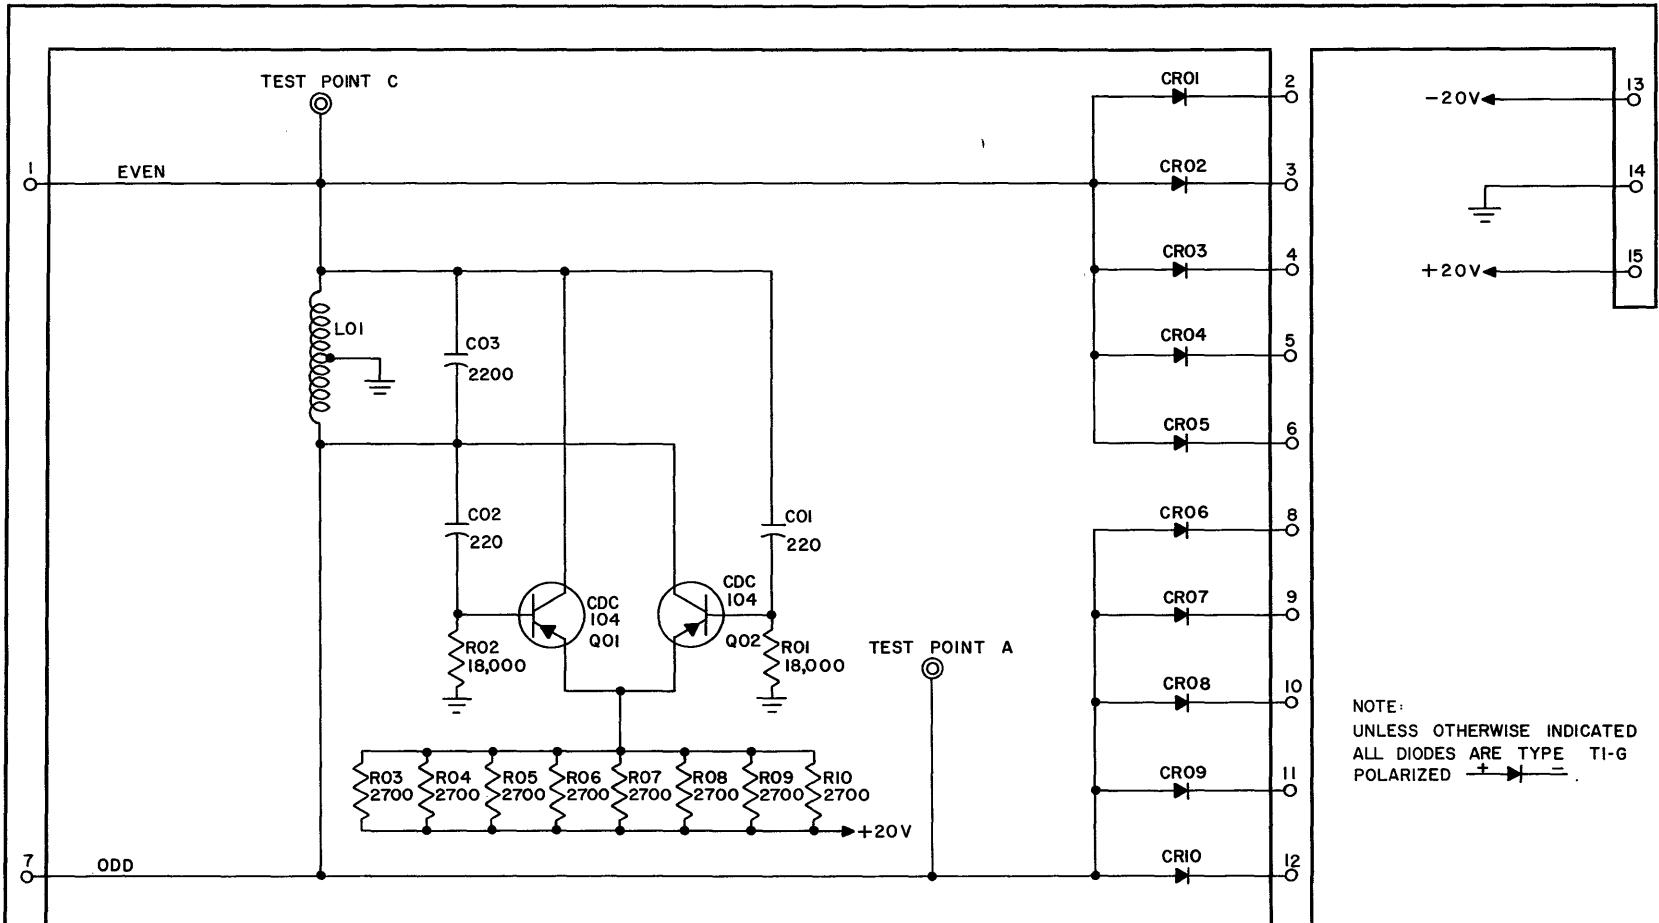 TEST POINT C
1
EVEN
CR01
2
CR02
3
CR03
4
CR04
5
CR05
6
CR06
8
CR07
9
CR08
10
CR09
11
CR10
12
-20V
13
14
+20V
15
L01
C03
2200
C02
220
C01
220
CDC
104
Q01
CDC
104
Q02
R02
18,000
R01
18,000
TEST POINT A
R03
2700
R04
2700
R05
2700
R06
2700
R07
2700
R08
2700
R09
2700
R10
2700
+20V
7
ODD
NOTE:
UNLESS OTHERWISE INDICATED
ALL DIODES ARE TYPE TI-G
POLARIZED + − .